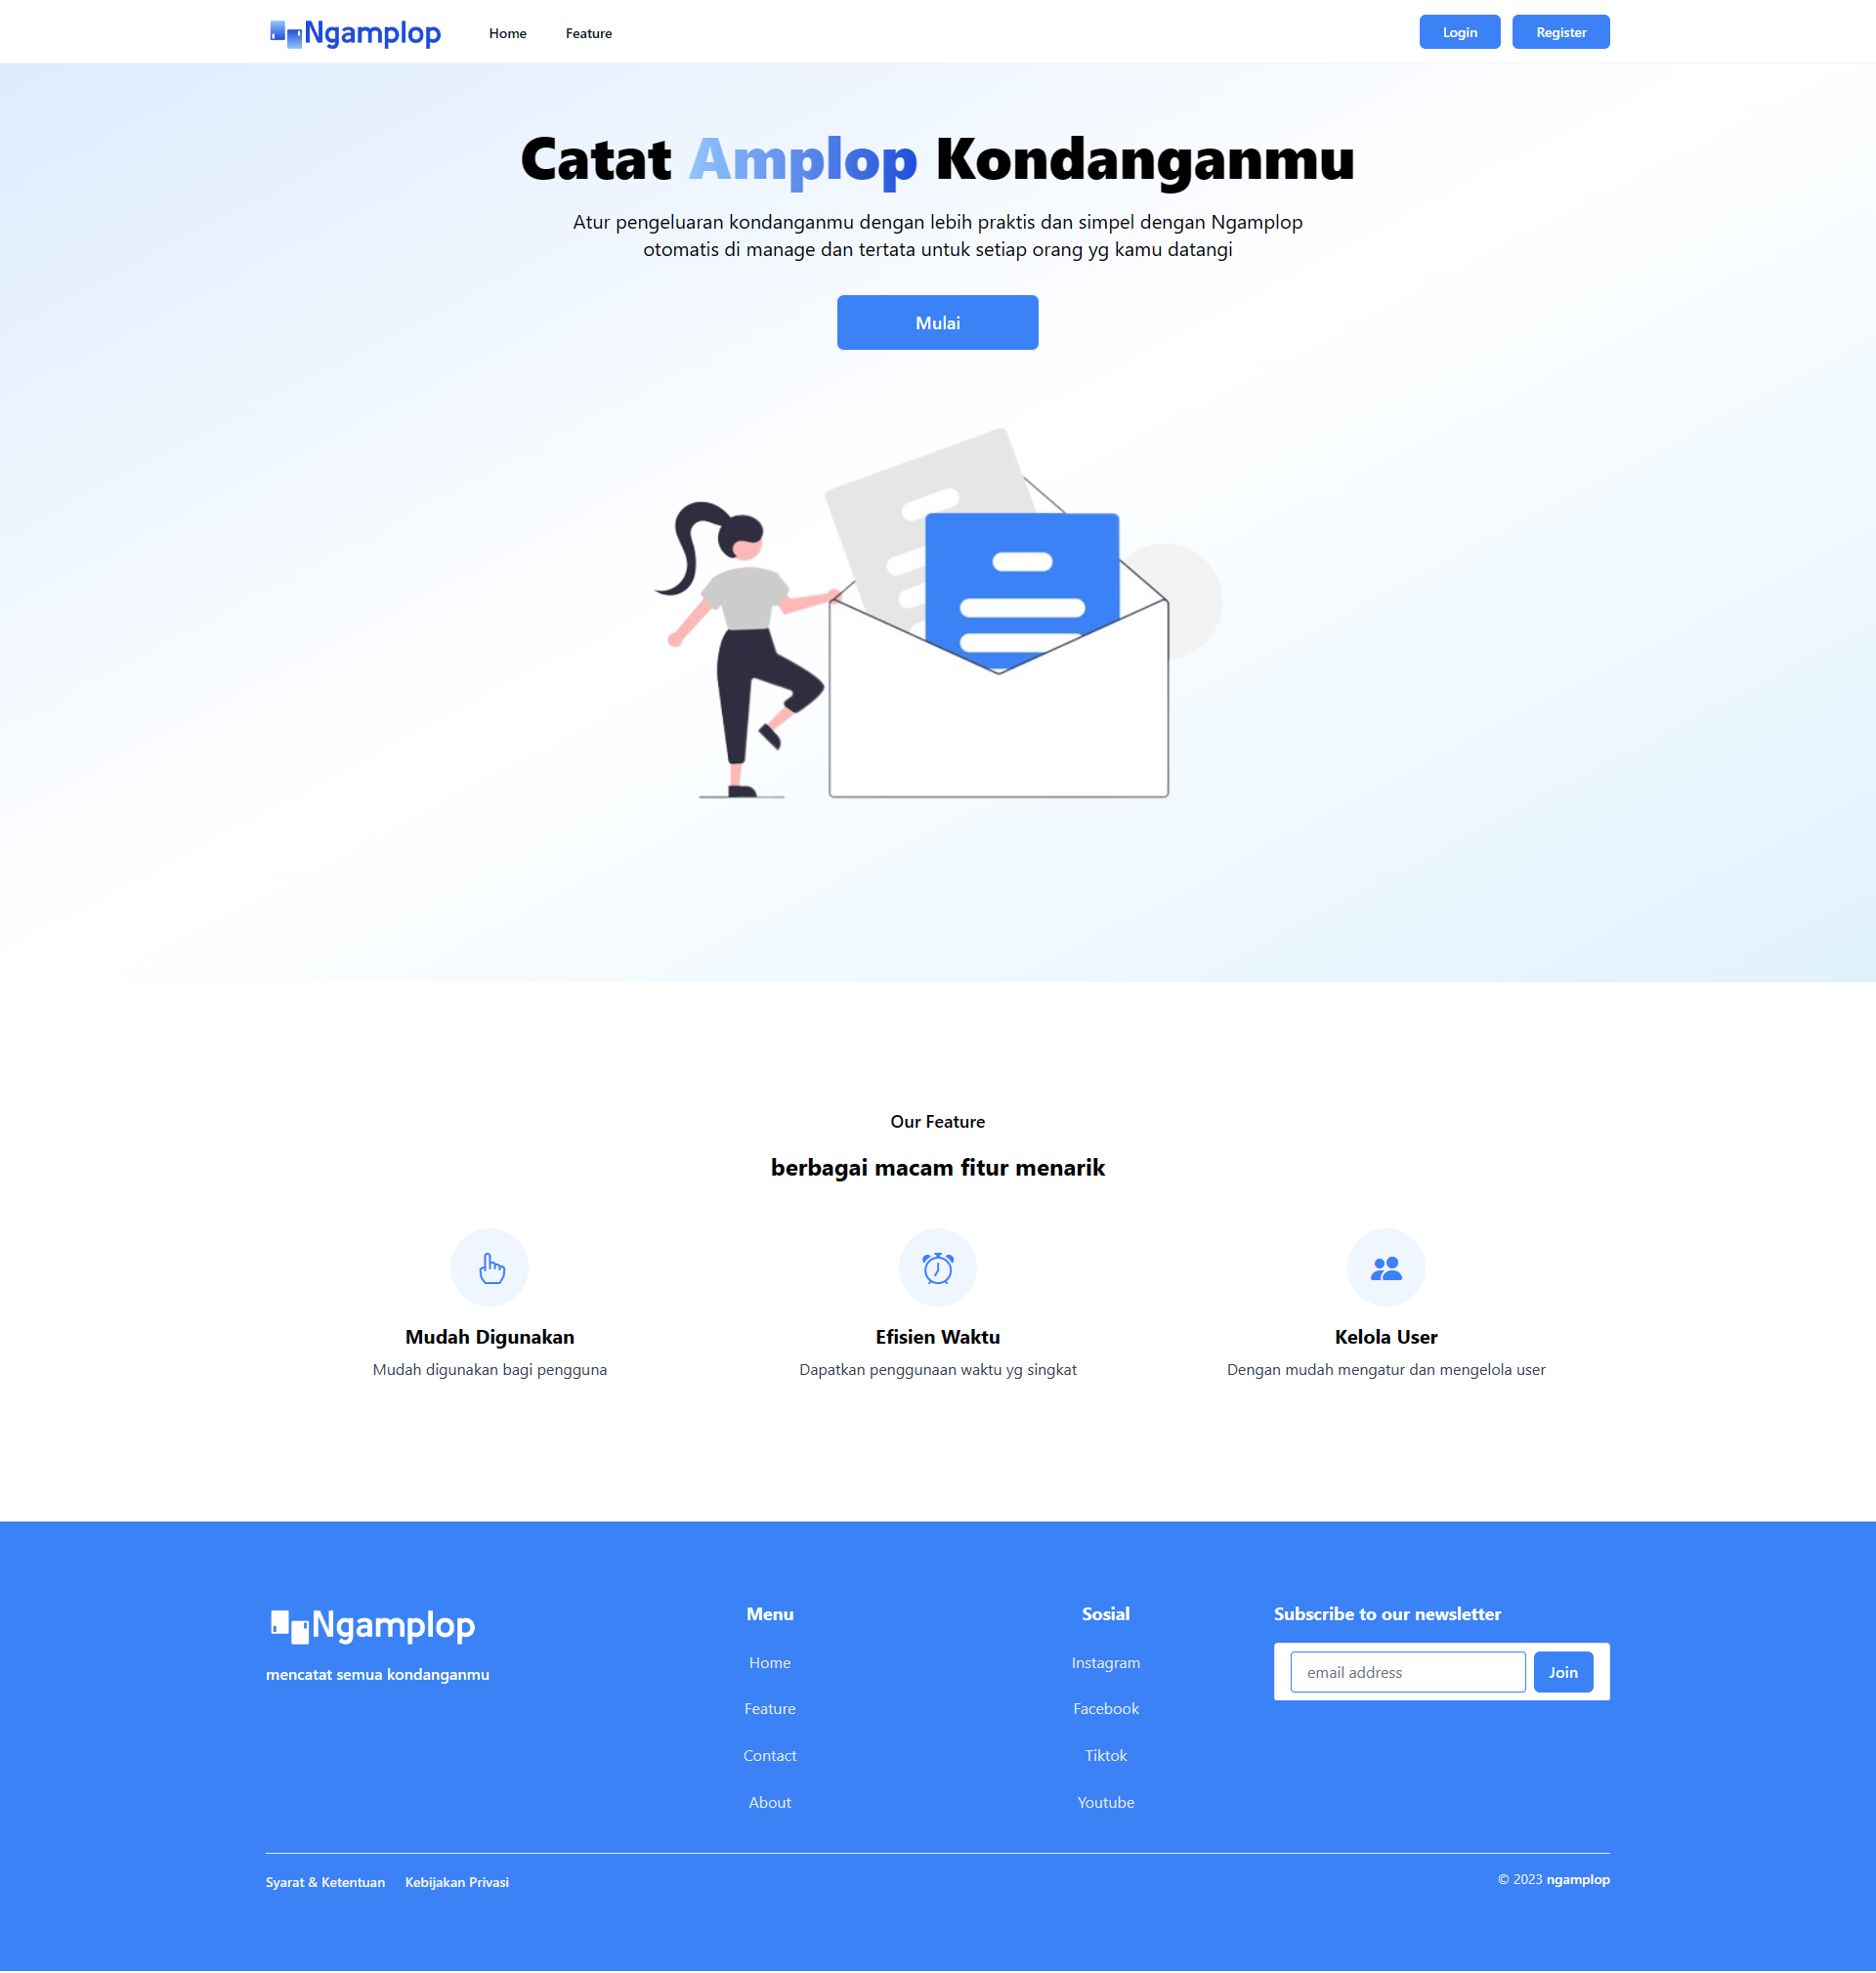 Ngamplop
Home
Feature
Login
Register
Catat Amplop Kondanganmu
Atur pengeluaran kondanganmu dengan lebih praktis dan simpel dengan Ngamplop
otomatis di manage dan tertata untuk setiap orang yg kamu datangi
Mulai
Our Feature
berbagai macam fitur menarik
Mudah Digunakan
Mudah digunakan bagi pengguna
Efisien Waktu
Dapatkan penggunaan waktu yg singkat
Kelola User
Dengan mudah mengatur dan mengelola user
Ngamplop
mencatat semua kondanganmu
Menu
Home
Feature
Contact
About
Sosial
Instagram
Facebook
Tiktok
Youtube
Subscribe to our newsletter
email address
Join
Syarat & Ketentuan
Kebijakan Privasi
© 2023 ngamplop